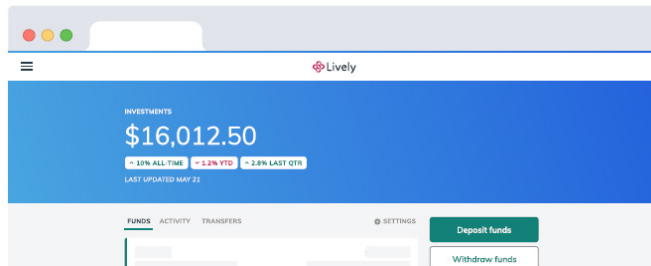 Lively
INVESTMENTS
$16,012.50
^ 10% ALL-TIME ˅ 1.2% YTD ^ 2.8% LAST QTR
LAST UPDATED MAY 21
FUNDS ACTIVITY TRANSFERS SETTINGS
Deposit funds
Withdraw funds